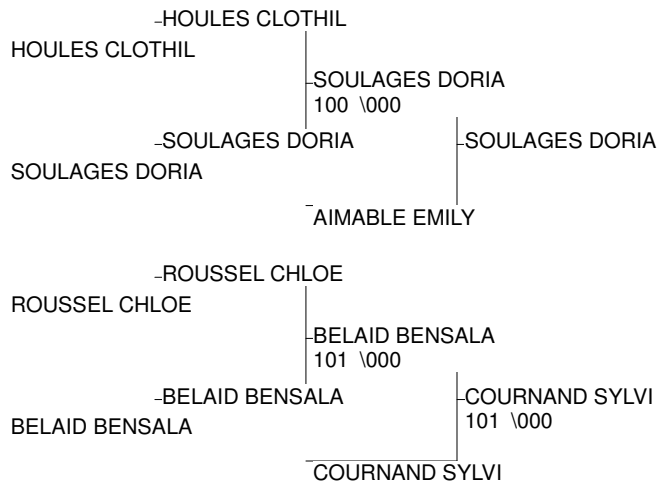 HOULES CLOTHIL
HOULES CLOTHIL
SOULAGES DORIA
100 \000
SOULAGES DORIA
SOULAGES DORIA
SOULAGES DORIA
AIMABLE EMILY
ROUSSEL CHLOE
ROUSSEL CHLOE
BELAID BENSALA
101 \000
BELAID BENSALA
COURNAND SYLVI
101 \000
BELAID BENSALA
COURNAND SYLVI